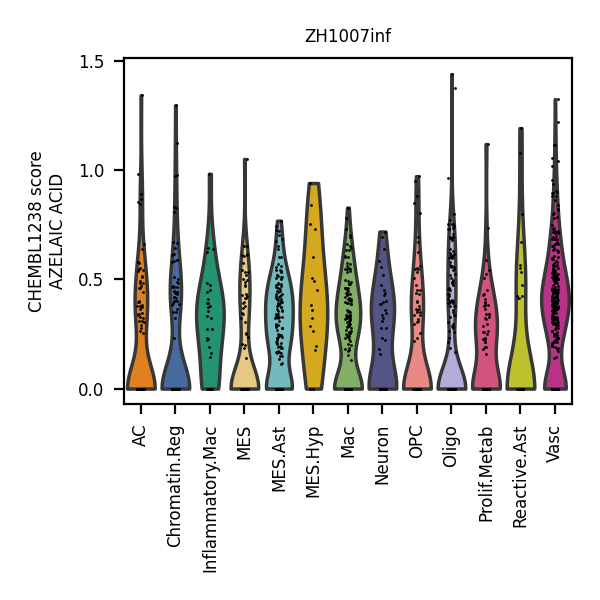 ZH1007inf
CHEMBL1238 score
AZELAIC ACID
1.5
1.0
0.5
0.0
AC
Chromatin.Reg
Inflammatory.Mac
MES
MES.Ast
MES.Hyp
Mac
Neuron
OPC
Oligo
Prolif.Metab
Reactive.Ast
Vasc